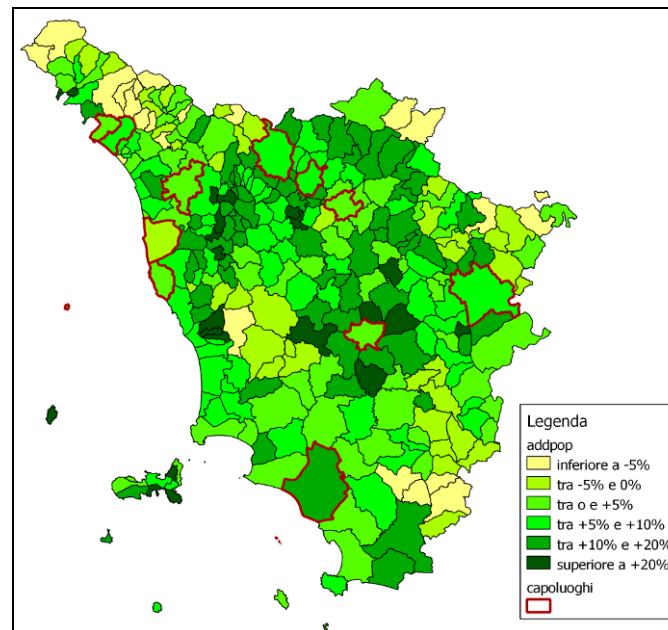 Legenda
addpop
inferiore a -5%
tra -5% e 0%
tra o e +5%
tra +5% e +10%
tra +10% e +20%
superiore a +20%
capoluoghi